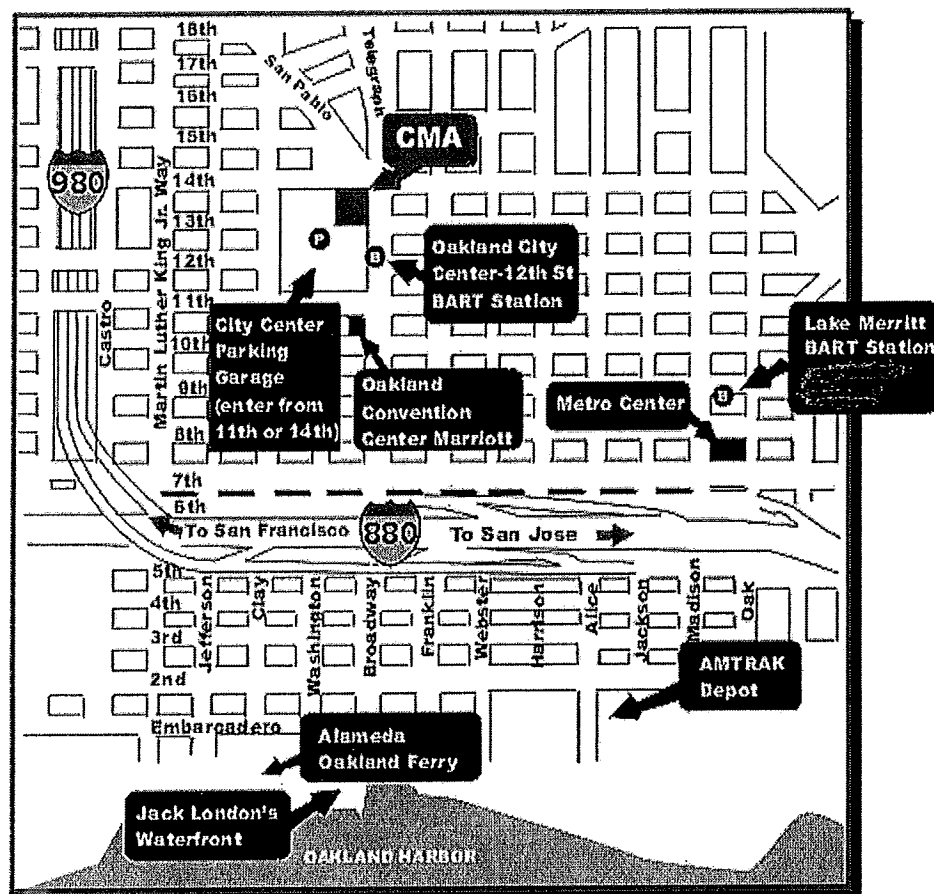 18th
17th
16th
15th
14th
13th
12th
11th
10th
9th
8th
7th
6th
5th
4th
3rd
2nd
Embarcadero
San Pablo
Telegraph
980
Castro
Martin Luther King Jr. Way
CMA
P
B
Oakland City
Center-12th St
BART Station
City Center
Parking
Garage
(enter from
11th or 14th)
Oakland
Convention
Center Marriott
Lake Merritt
BART Station
B
Metro Center
To San Francisco
880
To San Jose
Jefferson
Clay
Washington
Broadway
Franklin
Webster
Harrison
Alice
Jackson
Madison
Oak
AMTRAK
Depot
Alameda
Oakland Ferry
Jack London's
Waterfront
OAKLAND HARBOR